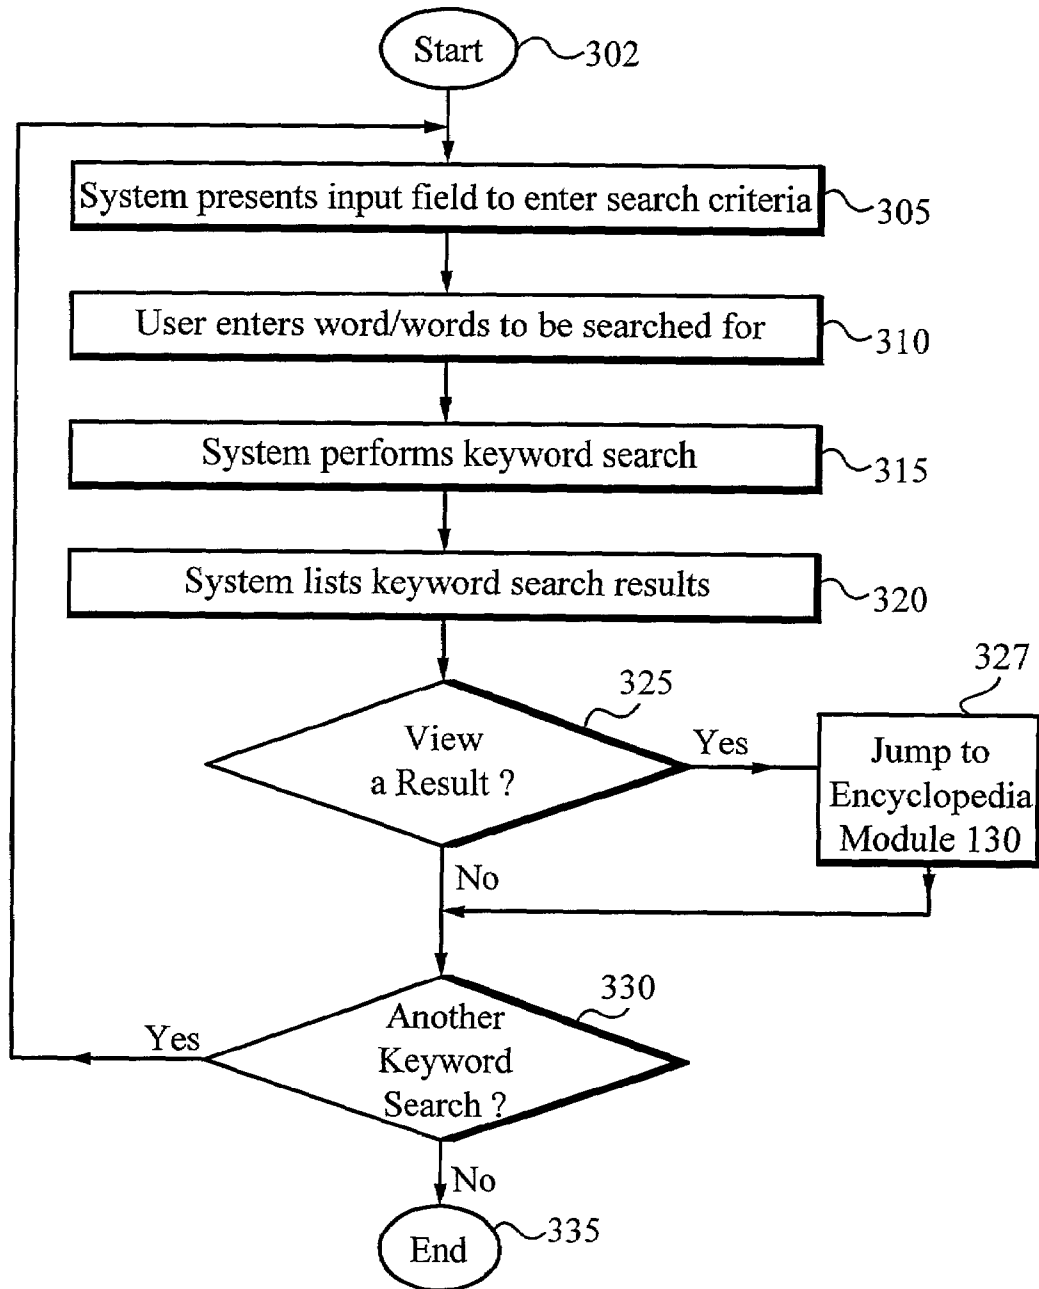 Start
302
System presents input field to enter search criteria
305
User enters word/words to be searched for
310
System performs keyword search
315
System lists keyword search results
320
325
327
View
a Result ?
Yes
Jump to
Encyclopedia
Module 130
No
330
Another
Keyword
Search ?
Yes
No
End
335